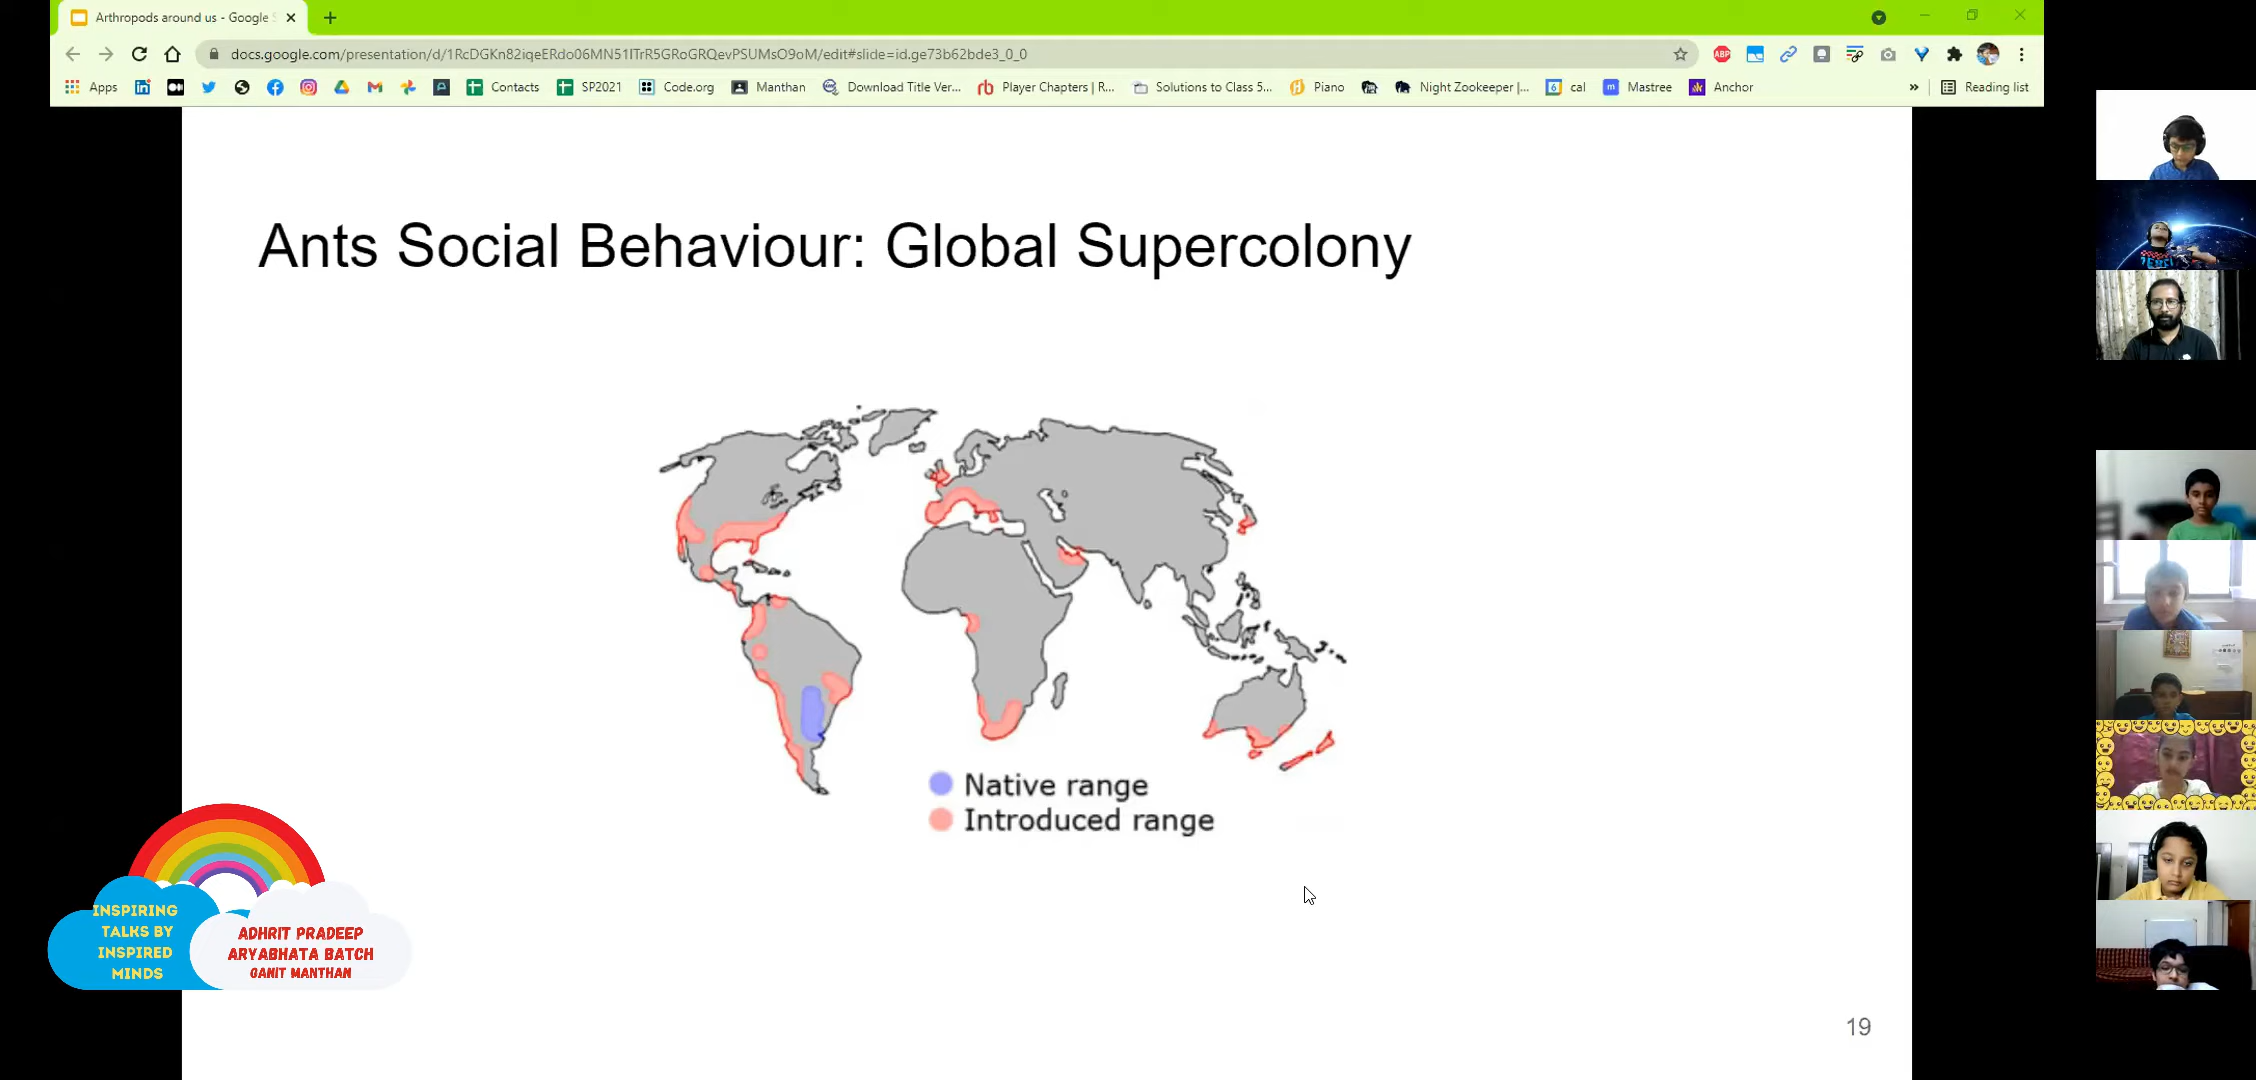 Arthropods around us - Google S
docs.google.com/presentation/d/1RcDGKn82iqeERdo06MN51ITrR5GRoGRQevPSUMsO9oM/edit#slide=id.ge73b62bde3_0_0
ABP
Apps Contacts SP2021 Code.org Manthan Download Title Ver... Player Chapters | R... Solutions to Class 5... Piano Night Zookeeper |... cal Mastree Anchor » Reading list
Ants Social Behaviour: Global Supercolony
Native range
Introduced range
INSPIRING
TALKS BY
INSPIRED
MINDS
ADHRIT PRADEEP
ARYABHATA BATCH
GANIT MANTHAN
19